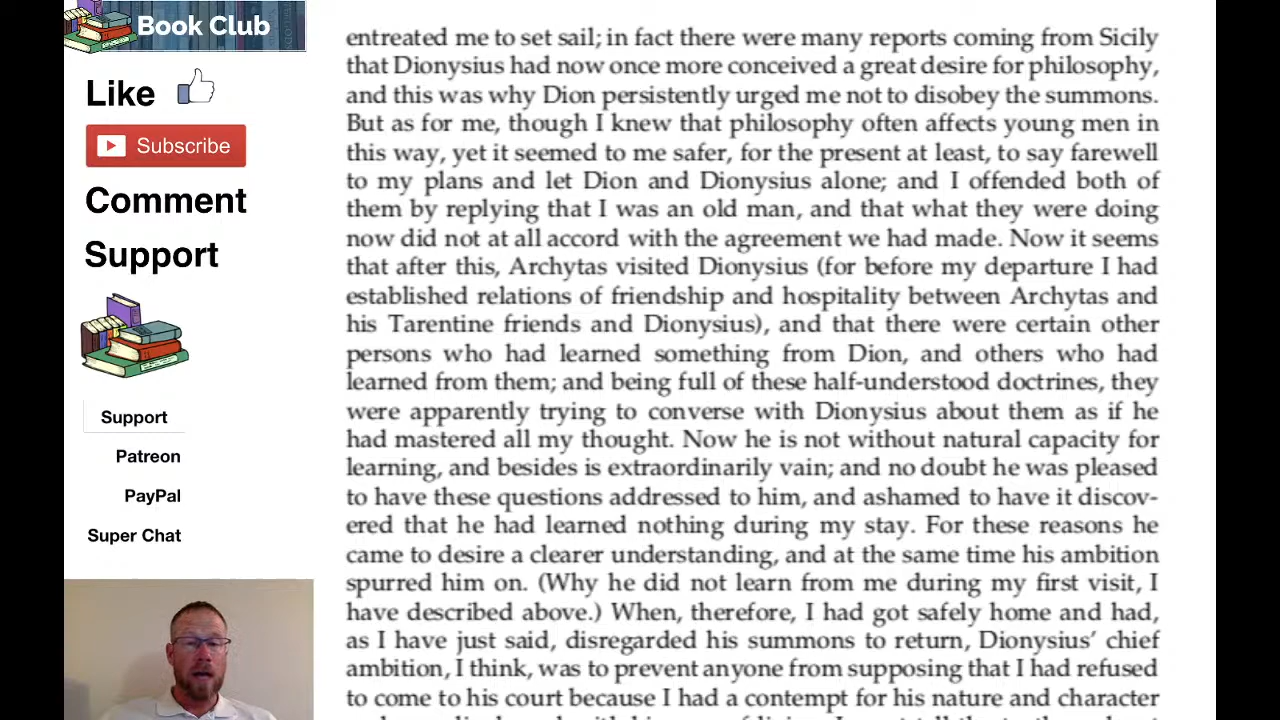 Book Club
Like
Subscribe
Comment
Support
Support
Patreon
PayPal
Super Chat
entreated me to set sail; in fact there were many reports coming from Sicily
that Dionysius had now once more conceived a great desire for philosophy,
and this was why Dion persistently urged me not to disobey the summons.
But as for me, though I knew that philosophy often affects young men in
this way, yet it seemed to me safer, for the present at least, to say farewell
to my plans and let Dion and Dionysius alone; and I offended both of
them by replying that I was an old man, and that what they were doing
now did not at all accord with the agreement we had made. Now it seems
that after this, Archytas visited Dionysius (for before my departure I had
established relations of friendship and hospitality between Archytas and
his Tarentine friends and Dionysius), and that there were certain other
persons who had learned something from Dion, and others who had
learned from them; and being full of these half-understood doctrines, they
were apparently trying to converse with Dionysius about them as if he
had mastered all my thought. Now he is not without natural capacity for
learning, and besides is extraordinarily vain; and no doubt he was pleased
to have these questions addressed to him, and ashamed to have it discov-
ered that he had learned nothing during my stay. For these reasons he
came to desire a clearer understanding, and at the same time his ambition
spurred him on. (Why he did not learn from me during my first visit, I
have described above.) When, therefore, I had got safely home and had,
as I have just said, disregarded his summons to return, Dionysius' chief
ambition, I think, was to prevent anyone from supposing that I had refused
to come to his court because I had a contempt for his nature and character